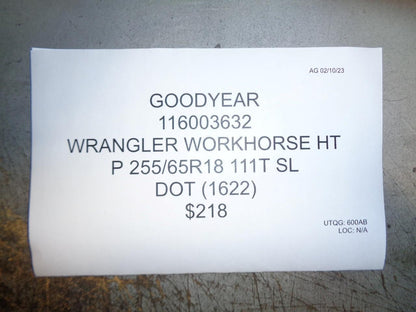 AG 02/10/23
GOODYEAR
116003632
WRANGLER WORKHORSE HT
P 255/65R18 111T SL
DOT (1622)
$218
UTQG: 600AB
LOC: N/A